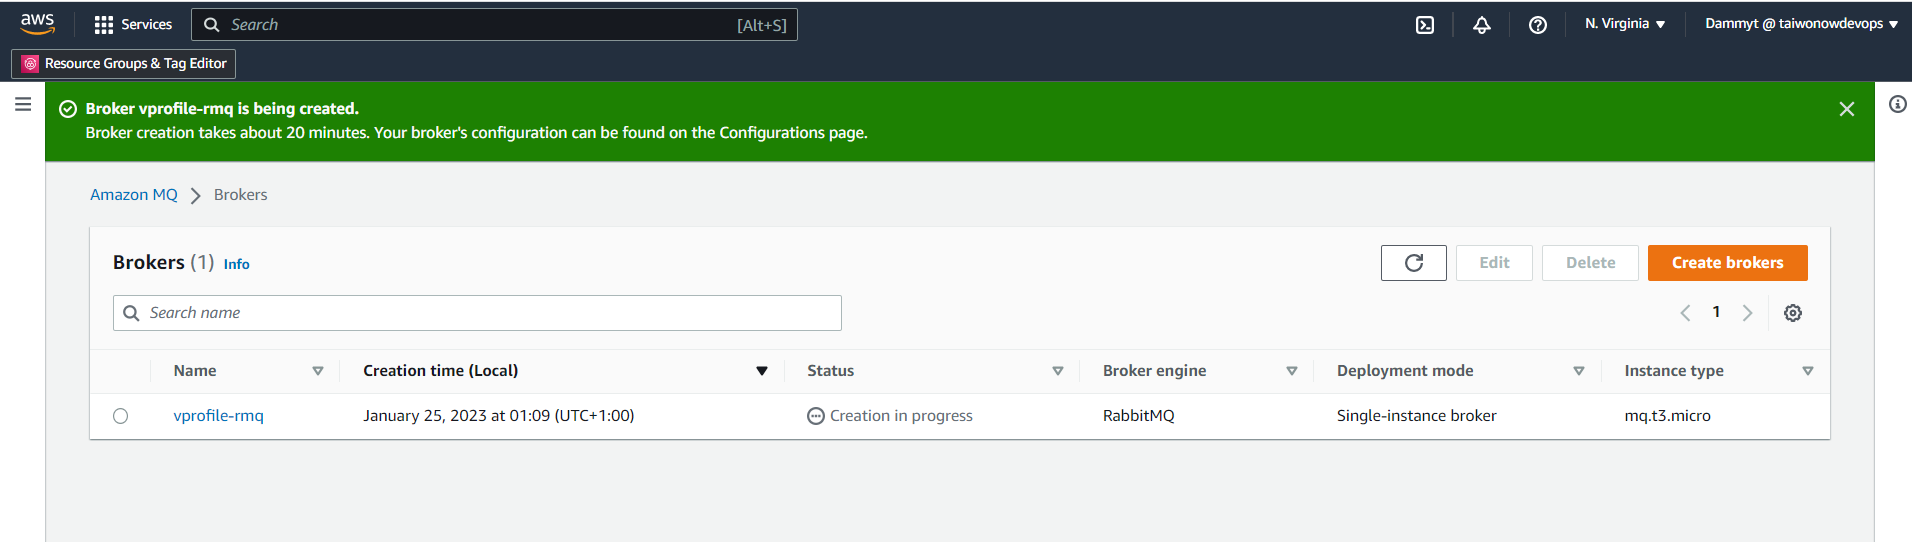 aws Services Search [Alt+S] N. Virginia Dammyt @ taiwonowdevops
Resource Groups & Tag Editor
Broker vprofile-rmq is being created.
Broker creation takes about 20 minutes. Your broker's configuration can be found on the Configurations page.
Amazon MQ Brokers
Brokers (1) Info Edit Delete Create brokers
Search name 1
Name Creation time (Local) Status Broker engine Deployment mode Instance type
vprofile-rmq January 25, 2023 at 01:09 (UTC+1:00) Creation in progress RabbitMQ Single-instance broker mq.t3.micro